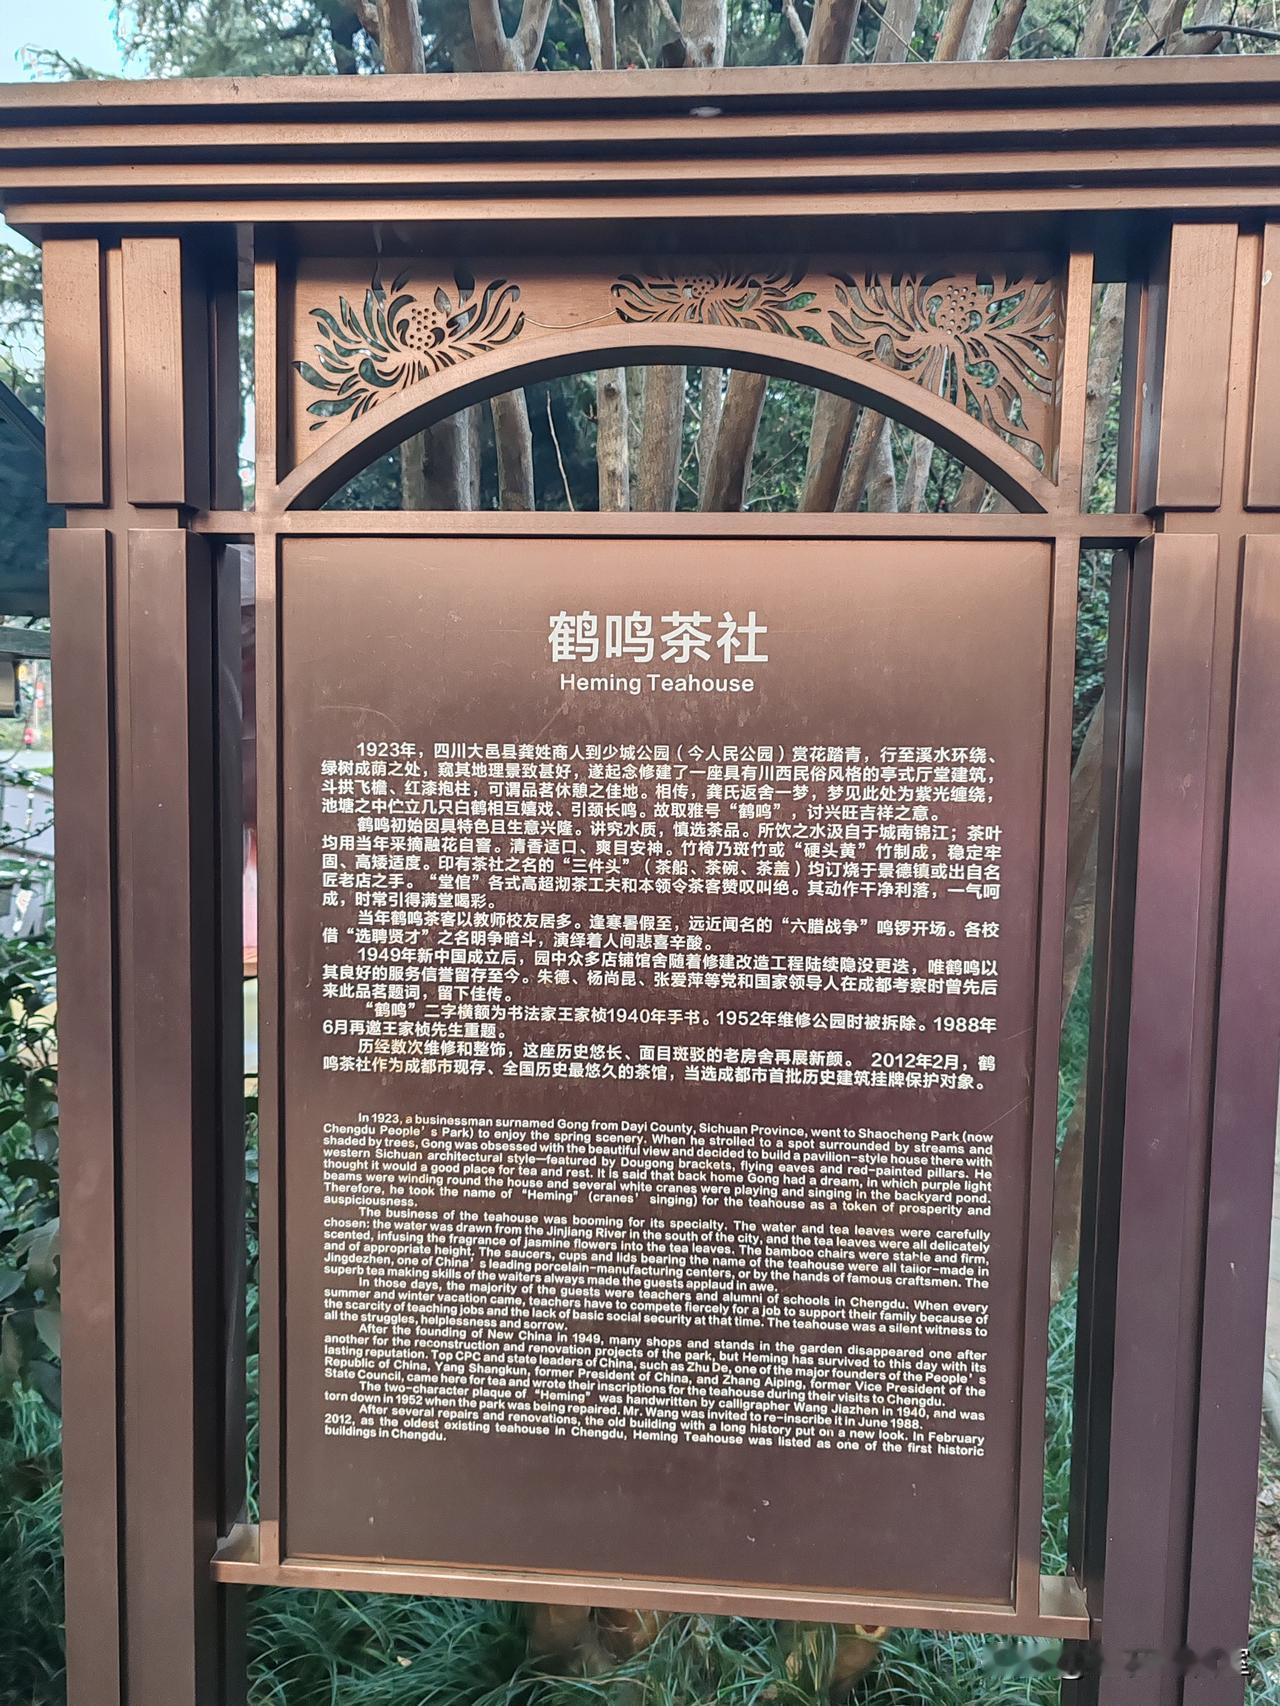 鹤鸣茶社
Heming Teahouse
1923年，四川大邑县龚姓商人到少城公园（今人民公园）赏花踏青，行至溪水环绕、
绿树成荫之处，窥其地理景致甚好，遂起念修建了一座具有川西民俗风格的亭式厅堂建筑，
斗拱飞檐、红漆抱柱，可谓品茗休憩之佳地。相传，龚氏返舍一梦，梦见此处为紫光缠绕，
池塘之中伫立几只白鹤相互嬉戏、引颈长鸣。故取雅号“鹤鸣”，讨兴旺吉祥之意。
鹤鸣初始因具特色且生意兴隆。讲究水质，慎选茶品。所饮之水汲自于城南锦江；茶叶
均用当年采摘融花自窨。清香适口、爽目安神。竹椅乃斑竹或“硬头黄”竹制成，稳定牢
固、高矮适度。印有茶社之名的“三件头”（茶船、茶碗、茶盖）均订烧于景德镇或出自名
匠老店之手。“堂倌”各式高超沏茶工夫和本领令茶客赞叹叫绝。其动作干净利落，一气呵
成，时常引得满堂喝彩。
当年鹤鸣茶客以教师校友居多。逢寒暑假至，远近闻名的“六腊战争”鸣锣开场。各校
借“选聘贤才”之名明争暗斗，演绎着人间悲喜辛酸。
1949年新中国成立后，园中众多店铺馆舍随着修建改造工程陆续隐没更迭，唯鹤鸣以
其良好的服务信誉留存至今。朱德、杨尚昆、张爱萍等党和国家领导人在成都考察时曾先后
来此品茗题词，留下佳传。
“鹤鸣”二字横额为书法家王家桢1940年手书。1952年维修公园时被拆除。1988年
6月再邀王家桢先生重题。
历经数次维修和整饰，这座历史悠长、面目斑驳的老房舍再展新颜。 2012年2月，鹤
鸣茶社作为成都市现存、全国历史最悠久的茶馆，当选成都市首批历史建筑挂牌保护对象。
In 1923, a businessman surnamed Gong from Dayi County, Sichuan Province, went to Shaocheng Park (now
Chengdu People’s Park) to enjoy the spring scenery. When he strolled to a spot surrounded by streams and
shaded by trees, Gong was obsessed with the beautiful view and decided to build a pavilion-style house there with
western Sichuan architectural style—featured by Dougong brackets, flying eaves and red-painted pillars. He
thought it would a good place for tea and rest. It is said that back home Gong had a dream, in which purple light
beams were winding round the house and several white cranes were playing and singing in the backyard pond.
Therefore, he took the name of “Heming” (cranes’ singing) for the teahouse as a token of prosperity and
auspiciousness.
The business of the teahouse was booming for its specialty. The water and tea leaves were carefully
chosen: the water was drawn from the Jinjiang River in the south of the city, and the tea leaves were all delicately
scented, infusing the fragrance of jasmine flowers into the tea leaves. The bamboo chairs were stable and firm,
and of appropriate height. The saucers, cups and lids bearing the name of the teahouse were all tailor-made in
Jingdezhen, one of China’s leading porcelain-manufacturing centers, or by the hands of famous craftsmen. The
superb tea making skills of the waiters always made the guests applaud in awe.
In those days, the majority of the guests were teachers and alumni of schools in Chengdu. When every
summer and winter vacation came, teachers have to compete fiercely for a job to support their family because of
the scarcity of teaching jobs and the lack of basic social security at that time. The teahouse was a silent witness to
all the struggles, helplessness and sorrow.
After the founding of New China in 1949, many shops and stands in the garden disappeared one after
another for the reconstruction and renovation projects of the park, but Heming has survived to this day with its
lasting reputation. Top CPC and state leaders of China, such as Zhu De, one of the major founders of the People’s
Republic of China, Yang Shangkun, former President of China, and Zhang Aiping, former Vice President of the
State Council, came here for tea and wrote their inscriptions for the teahouse during their visits to Chengdu.
The two-character plaque of “Heming” was handwritten by calligrapher Wang Jiazhen in 1940, and was
torn down in 1952 when the park was being repaired. Mr. Wang was invited to re-inscribe it in June 1988.
After several repairs and renovations, the old building with a long history put on a new look. In February
2012, as the oldest existing teahouse in Chengdu, Heming Teahouse was listed as one of the first historic
buildings in Chengdu.